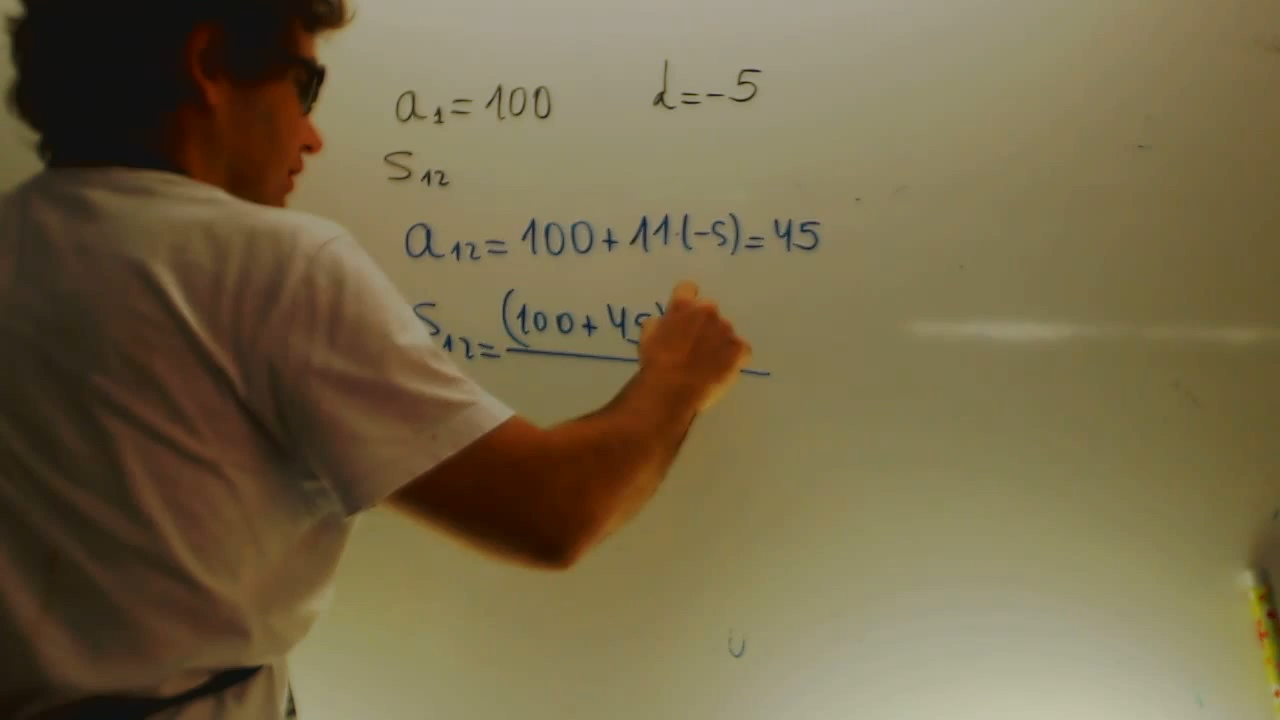 a₁ = 100 d = -5
S₁₂
a₁₂ = 100 + 11·(-5) = 45
S₁₂ = (100 + 45)